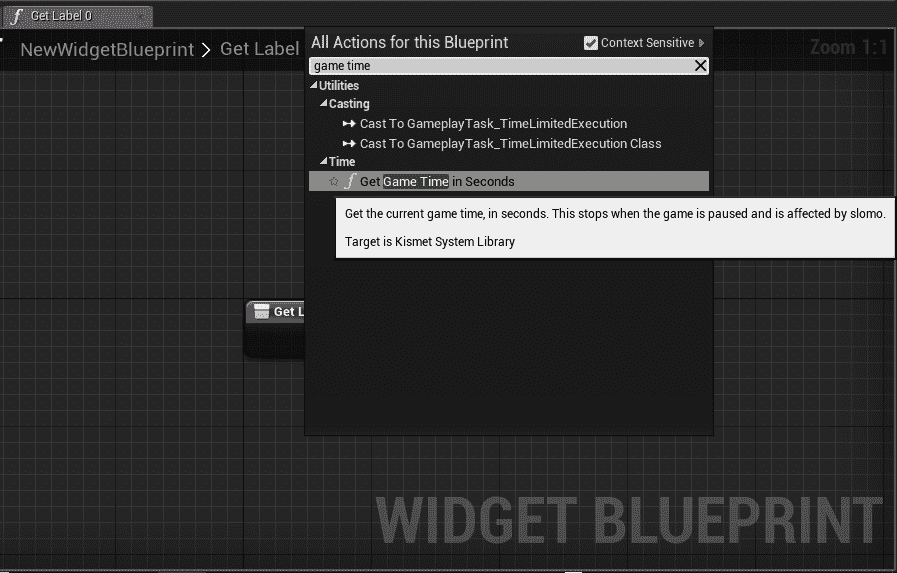 Get Label 0
NewWidgetBlueprint > Get Label
All Actions for this Blueprint
Context Sensitive
Zoom 1:1
game time
Utilities
Casting
Cast To GameplayTask_TimeLimitedExecution
Cast To GameplayTask_TimeLimitedExecution Class
Time
Get Game Time in Seconds
Get the current game time, in seconds. This stops when the game is paused and is affected by slomo.
Target is Kismet System Library
Get L
WIDGET BLUEPRINT